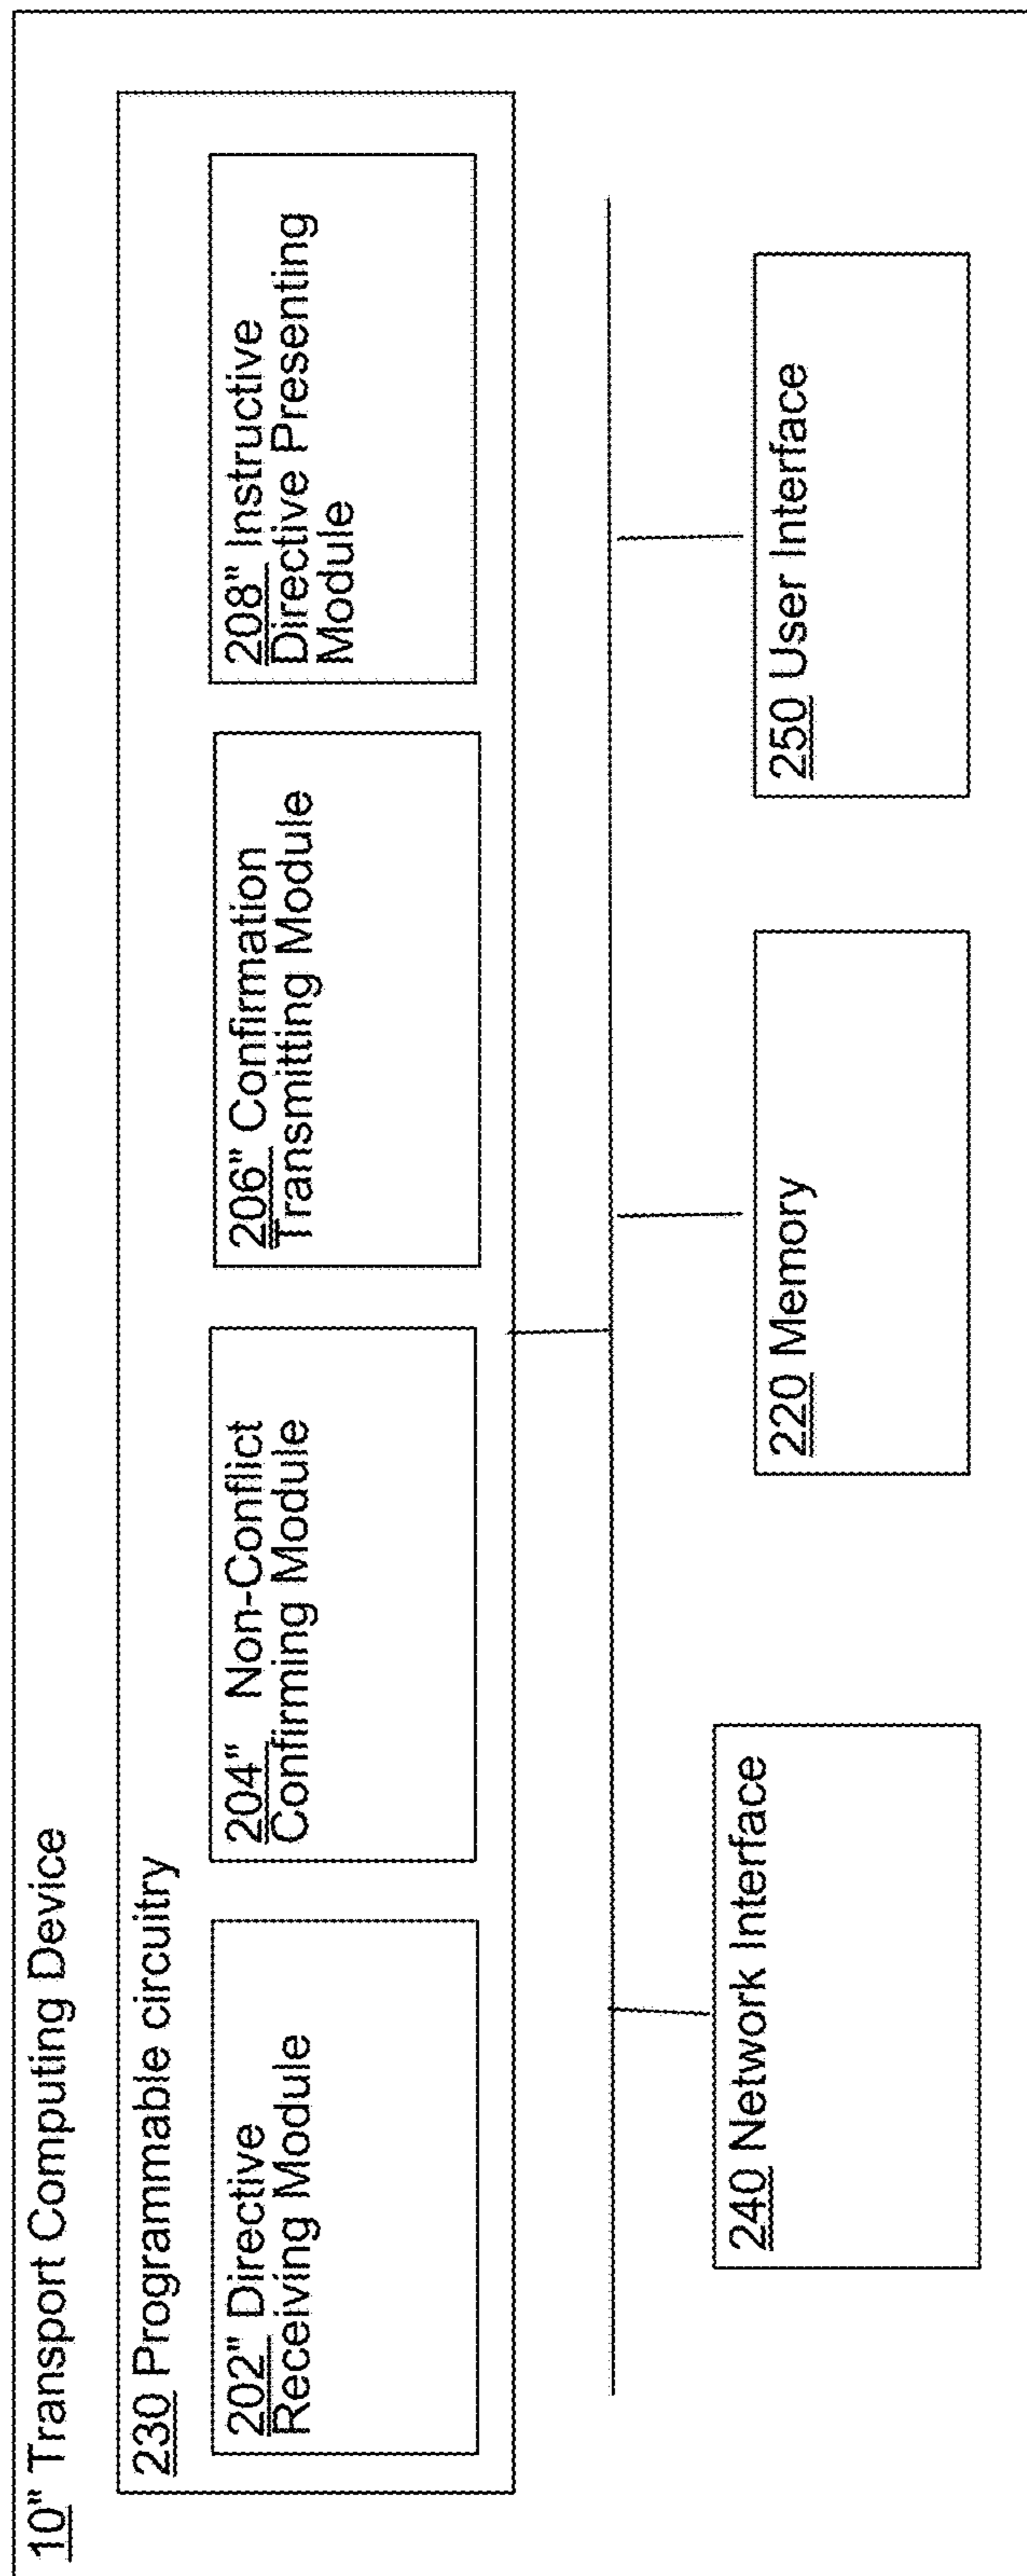 10" Transport Computing Device
230 Programmable circuitry
202" Directive
Receiving Module
204" Non-Conflict
Confirming Module
206" Confirmation
Transmitting Module
208" Instructive
Directive Presenting
Module
240 Network Interface
220 Memory
250 User Interface